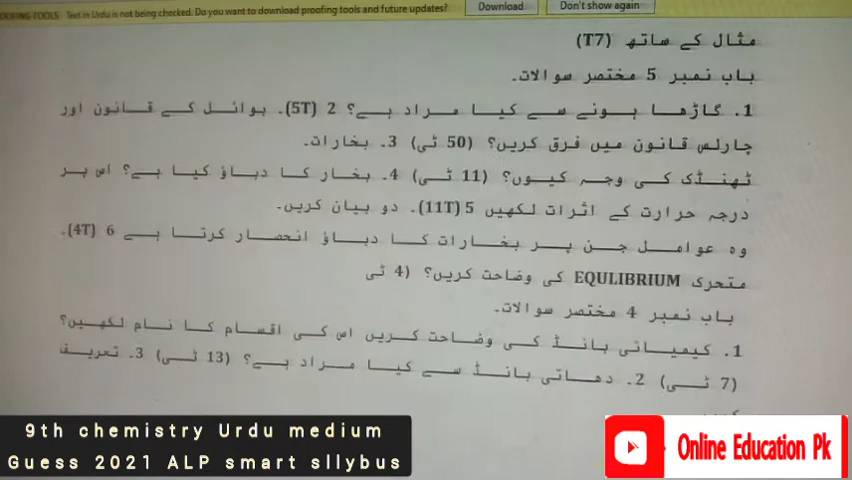 OOFING TOOLS Text in Urdu is not being checked. Do you want to download proofing tools and future updates? Download Don't show again
مثال کے ساتھ (T7)
باب نمبر 5 مختصر سوالات۔
1. گاڑھا ہونے سے کیا مراد ہے؟ 2 (5T). بوائل کے قانون اور
چارلس قانون میں فرق کریں؟ (50 ٹی) 3۔ بخارات۔
ٹھنڈک کی وجہ کیوں؟ (11 ٹی) 4۔ بخار کا دباؤ کیا ہے؟ اس پر
درجہ حرارت کے اثرات لکھیں 5 (11T). دو بیان کریں۔
وہ عوامل جن پر بخارات کا دباؤ انحصار کرتا ہے 6 (4T).
متحرک EQULIBRIUM کی وضاحت کریں؟ (4 ٹی
باب نمبر 4 مختصر سوالات۔
1. کیمیائی بانڈ کی وضاحت کریں اس کی اقسام کا نام لکھیں؟
(7 ٹی) 2۔ دھاتی بانڈ سے کیا مراد ہے؟ (13 ٹی) 3۔ تعریف
9th chemistry Urdu medium
Guess 2021 ALP smart sllybus
Online Education Pk